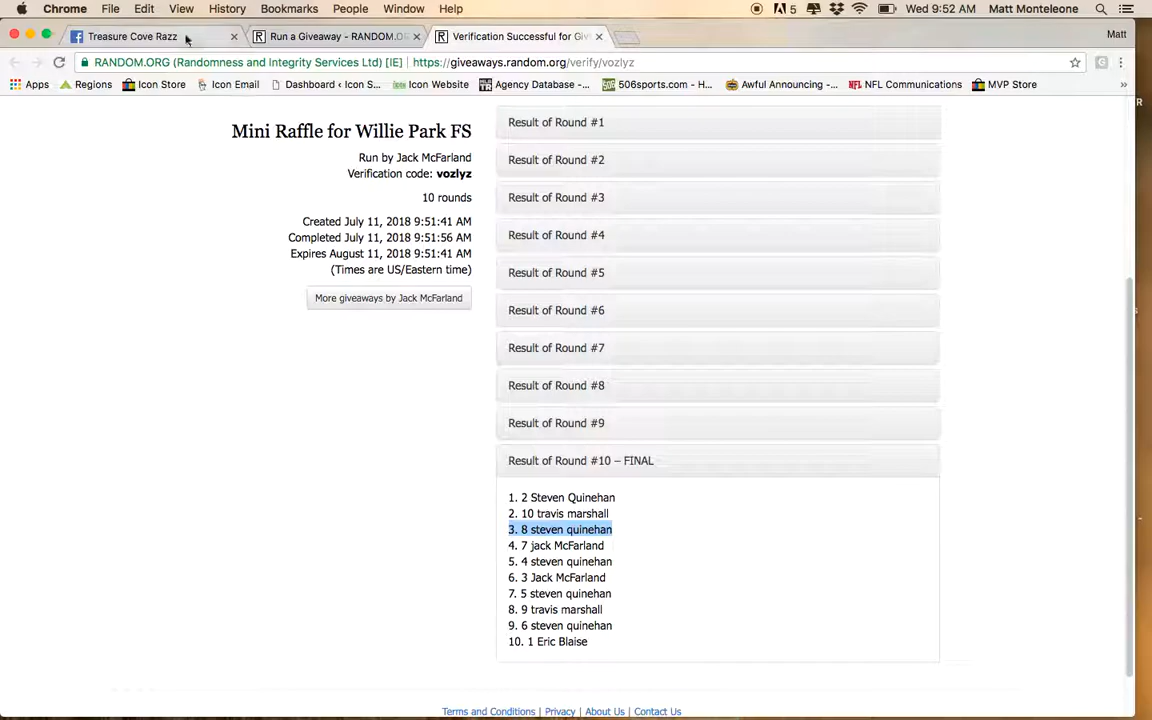 Chrome File Edit View History Bookmarks People Window Help 5 Wed 9:52 AM Matt Monteleone
Treasure Cove Razz Run a Giveaway - RANDOM.O Verification Successful for Giv Matt
RANDOM.ORG (Randomness and Integrity Services Ltd) [IE] https://giveaways.random.org/verify/vozlyz
Apps Regions Icon Store Icon Email Dashboard ‹ Icon S... Icon Website Agency Database -... 506sports.com - H... Awful Announcing -... NFL Communications MVP Store »
Mini Raffle for Willie Park FS
Run by Jack McFarland
Verification code: vozlyz
10 rounds
Created July 11, 2018 9:51:41 AM
Completed July 11, 2018 9:51:56 AM
Expires August 11, 2018 9:51:41 AM
(Times are US/Eastern time)
More giveaways by Jack McFarland
Result of Round #1
Result of Round #2
Result of Round #3
Result of Round #4
Result of Round #5
Result of Round #6
Result of Round #7
Result of Round #8
Result of Round #9
Result of Round #10 – FINAL
1. 2 Steven Quinehan
2. 10 travis marshall
3. 8 steven quinehan
4. 7 jack McFarland
5. 4 steven quinehan
6. 3 Jack McFarland
7. 5 steven quinehan
8. 9 travis marshall
9. 6 steven quinehan
10. 1 Eric Blaise
Terms and Conditions | Privacy | About Us | Contact Us